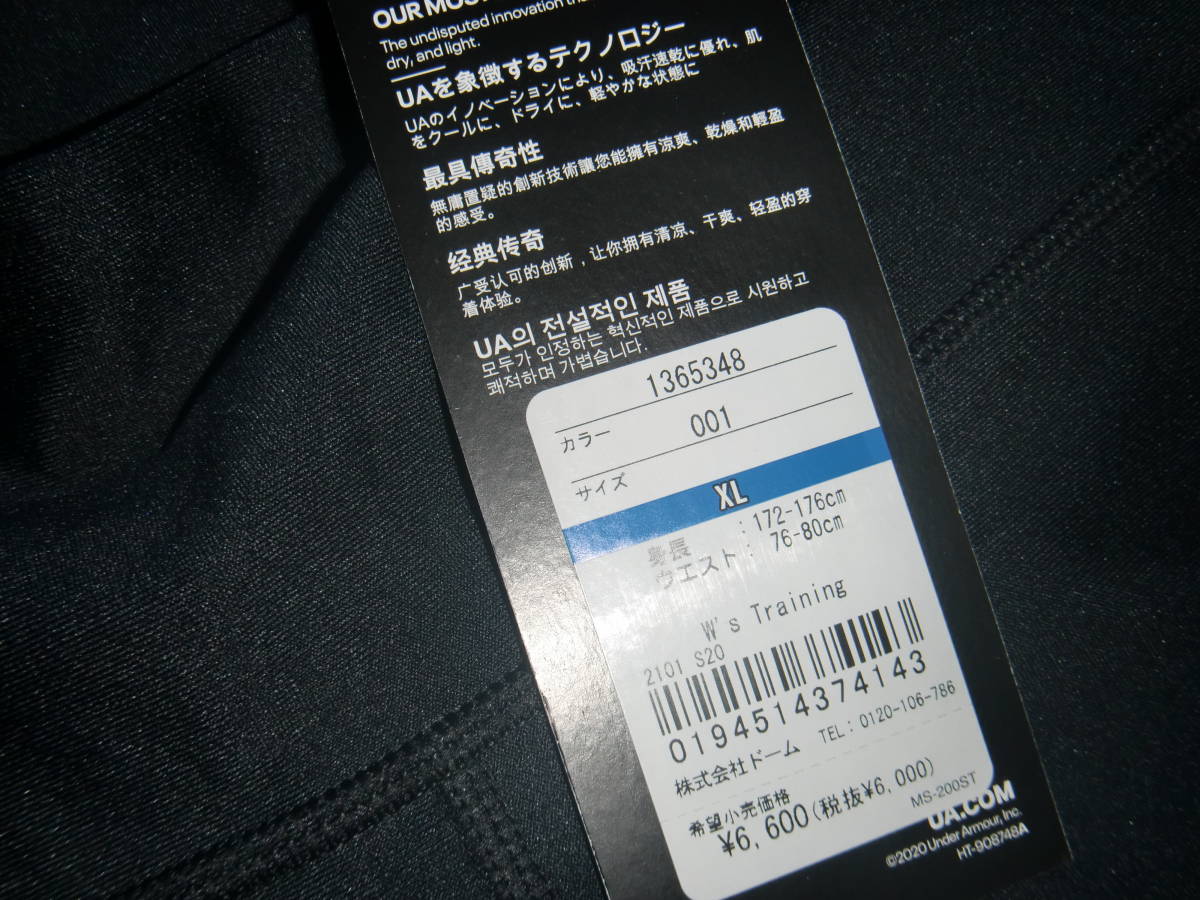 OUR MOST
The undisputed innovation
dry, and light.
UAを象徴するテクノロジー
UAのイノベーションにより、吸汗速乾に優れ、肌
をクールに、ドライに、軽やかな状態に
最具傳奇性
無庸置疑的創新技術讓您能擁有涼爽、乾燥和輕盈
的感受。
经典传奇
广受认可的创新，让你拥有清凉、干爽、轻盈的穿
着体验。
UA의 전설적인 제품
모두가 인정하는 혁신적인 제품으로 시원하고
쾌적하며 가볍습니다.
1365348
カラー 001
サイズ
XL
身長 : 172-176cm
ウエスト: 76-80cm
W's Training
2101 S20
0194514374143
株式会社ドーム TEL: 0120-106-786
希望小売価格
¥6,600(税抜¥6,000)
MS-200ST
UA.COM
©2020 Under Armour, Inc.
HT-908748A